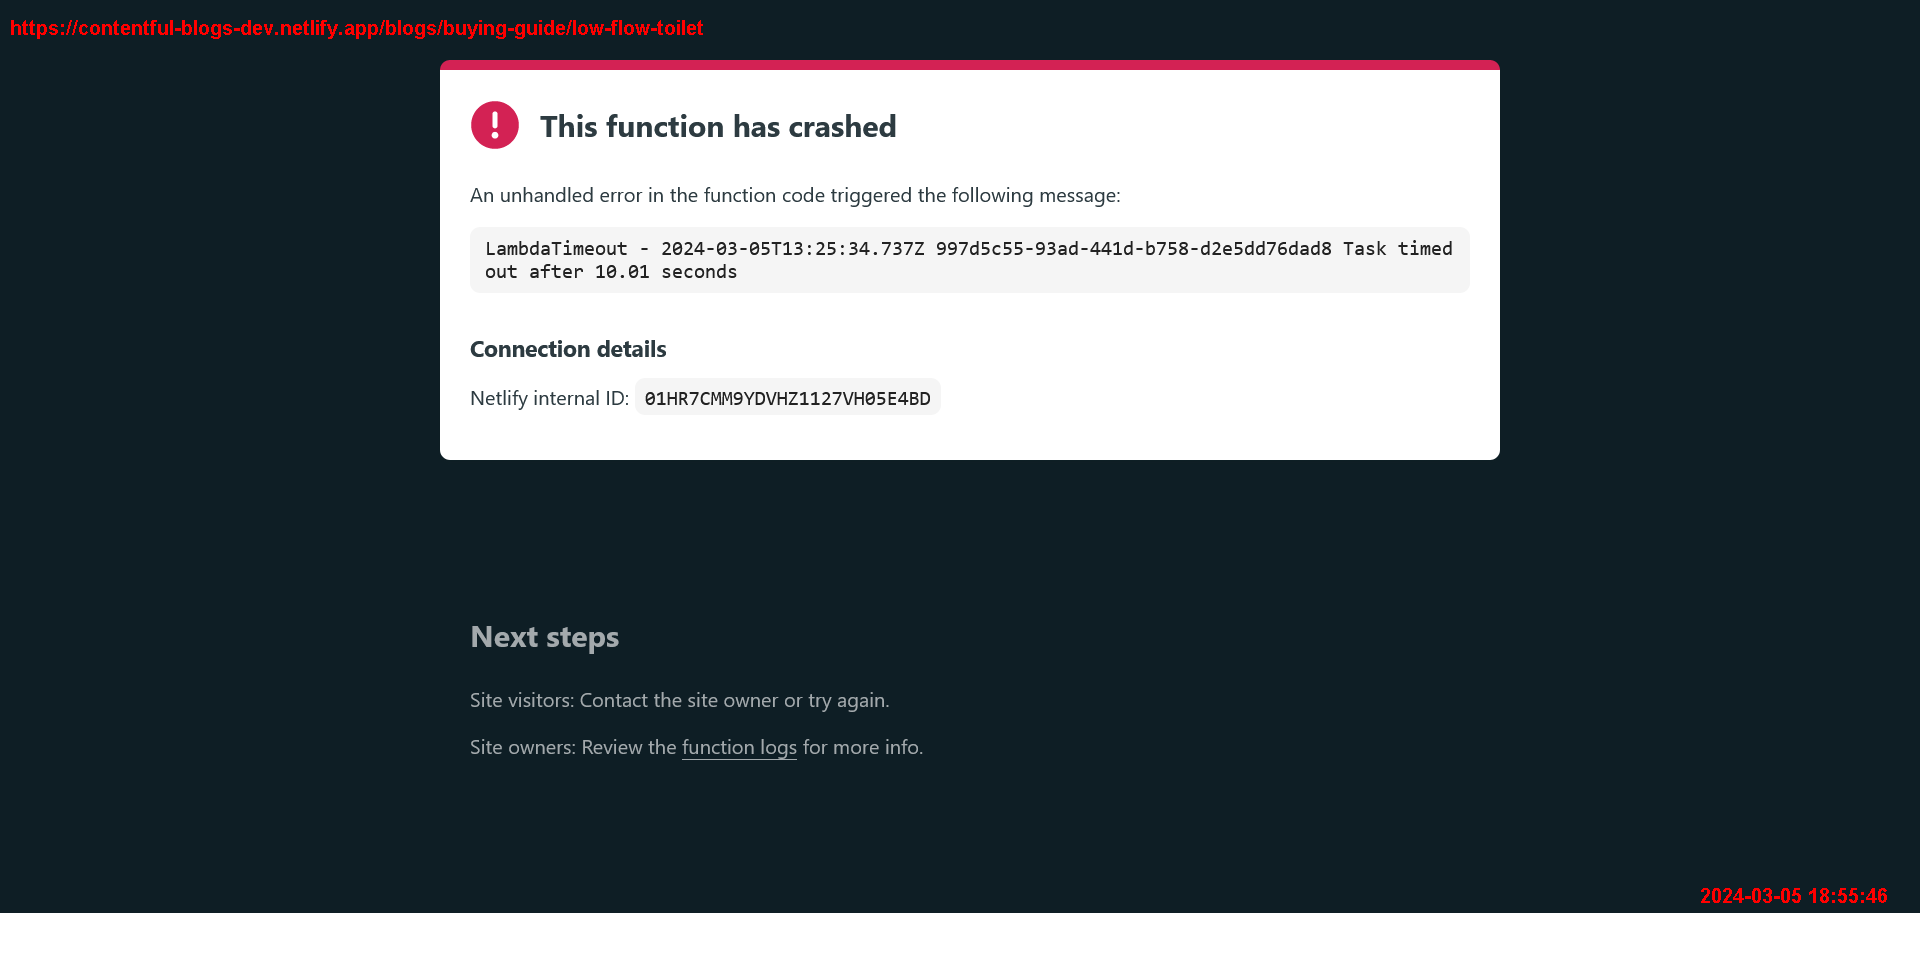 https://contentful-blogs-dev.netlify.app/blogs/buying-guide/low-flow-toilet
This function has crashed
An unhandled error in the function code triggered the following message:
LambdaTimeout - 2024-03-05T13:25:34.737Z 997d5c55-93ad-441d-b758-d2e5dd76dad8 Task timed
out after 10.01 seconds
Connection details
Netlify internal ID: 01HR7CMM9YDVHZ1127VH05E4BD
Next steps
Site visitors: Contact the site owner or try again.
Site owners: Review the function logs for more info.
2024-03-05 18:55:46